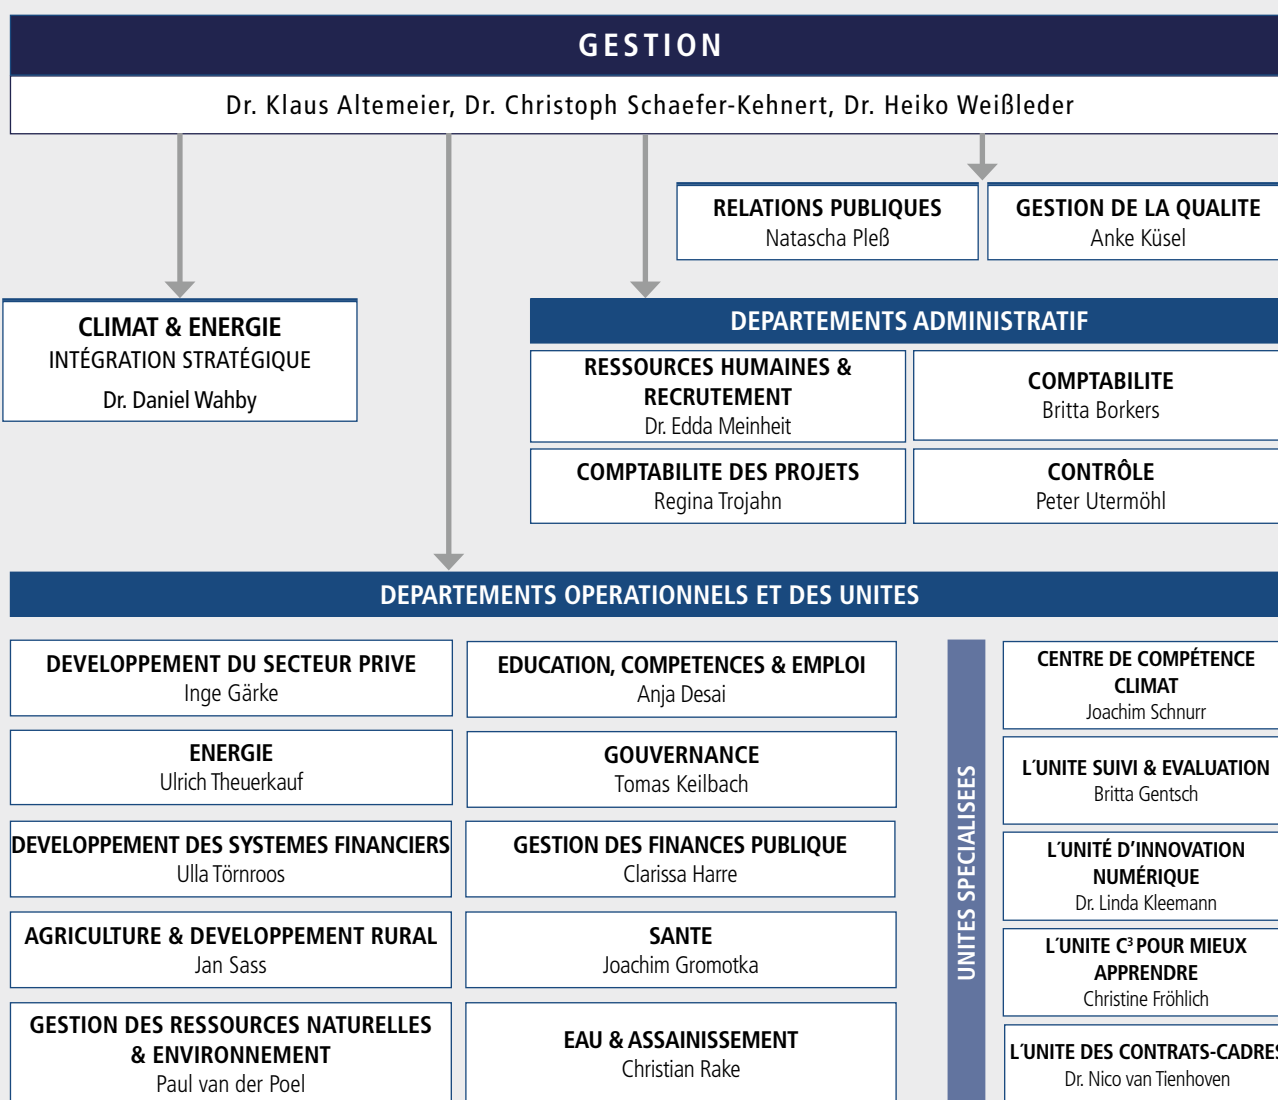 GESTION
Dr. Klaus Altemeier, Dr. Christoph Schaefer-Kehnert, Dr. Heiko Weißleder
RELATIONS PUBLIQUES
Natascha Pleß
GESTION DE LA QUALITE
Anke Küsel
CLIMAT & ENERGIE
INTÉGRATION STRATÉGIQUE
Dr. Daniel Wahby
DEPARTEMENTS ADMINISTRATIF
RESSOURCES HUMAINES &
RECRUTEMENT
Dr. Edda Meinheit
COMPTABILITE
Britta Borkers
COMPTABILITE DES PROJETS
Regina Trojahn
CONTRÔLE
Peter Utermöhl
DEPARTEMENTS OPERATIONNELS ET DES UNITES
DEVELOPPEMENT DU SECTEUR PRIVE
Inge Gärke
EDUCATION, COMPETENCES & EMPLOI
Anja Desai
ENERGIE
Ulrich Theuerkauf
GOUVERNANCE
Tomas Keilbach
DEVELOPPEMENT DES SYSTEMES FINANCIERS
Ulla Törnroos
GESTION DES FINANCES PUBLIQUE
Clarissa Harre
AGRICULTURE & DEVELOPPEMENT RURAL
Jan Sass
SANTE
Joachim Gromotka
GESTION DES RESSOURCES NATURELLES
& ENVIRONNEMENT
Paul van der Poel
EAU & ASSAINISSEMENT
Christian Rake
UNITES SPECIALISEES
CENTRE DE COMPÉTENCE
CLIMAT
Joachim Schnurr
L´UNITE SUIVI & EVALUATION
Britta Gentsch
L´UNITÉ D’INNOVATION
NUMÉRIQUE
Dr. Linda Kleemann
L´UNITE C³ POUR MIEUX
APPRENDRE
Christine Fröhlich
L´UNITE DES CONTRATS-CADRES
Dr. Nico van Tienhoven